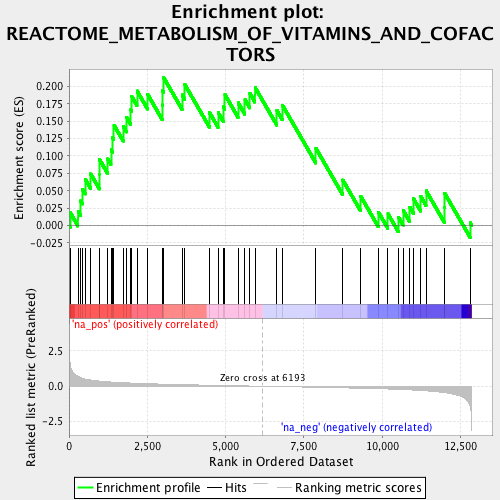 Enrichment plot:
REACTOME_METABOLISM_OF_VITAMINS_AND_COFAC
TORS
Enrichment score (ES)
0.200
0.175
0.150
0.125
0.100
0.075
0.050
0.025
0.000
-0.025
'na_pos' (positively correlated)
Ranked list metric (PreRanked)
2.5
0.0
-2.5
Zero cross at 6193
'na_neg' (negatively correlated)
0 2,500 5,000 7,500 10,000 12,500
Rank in Ordered Dataset
Enrichment profile Hits Ranking metric scores